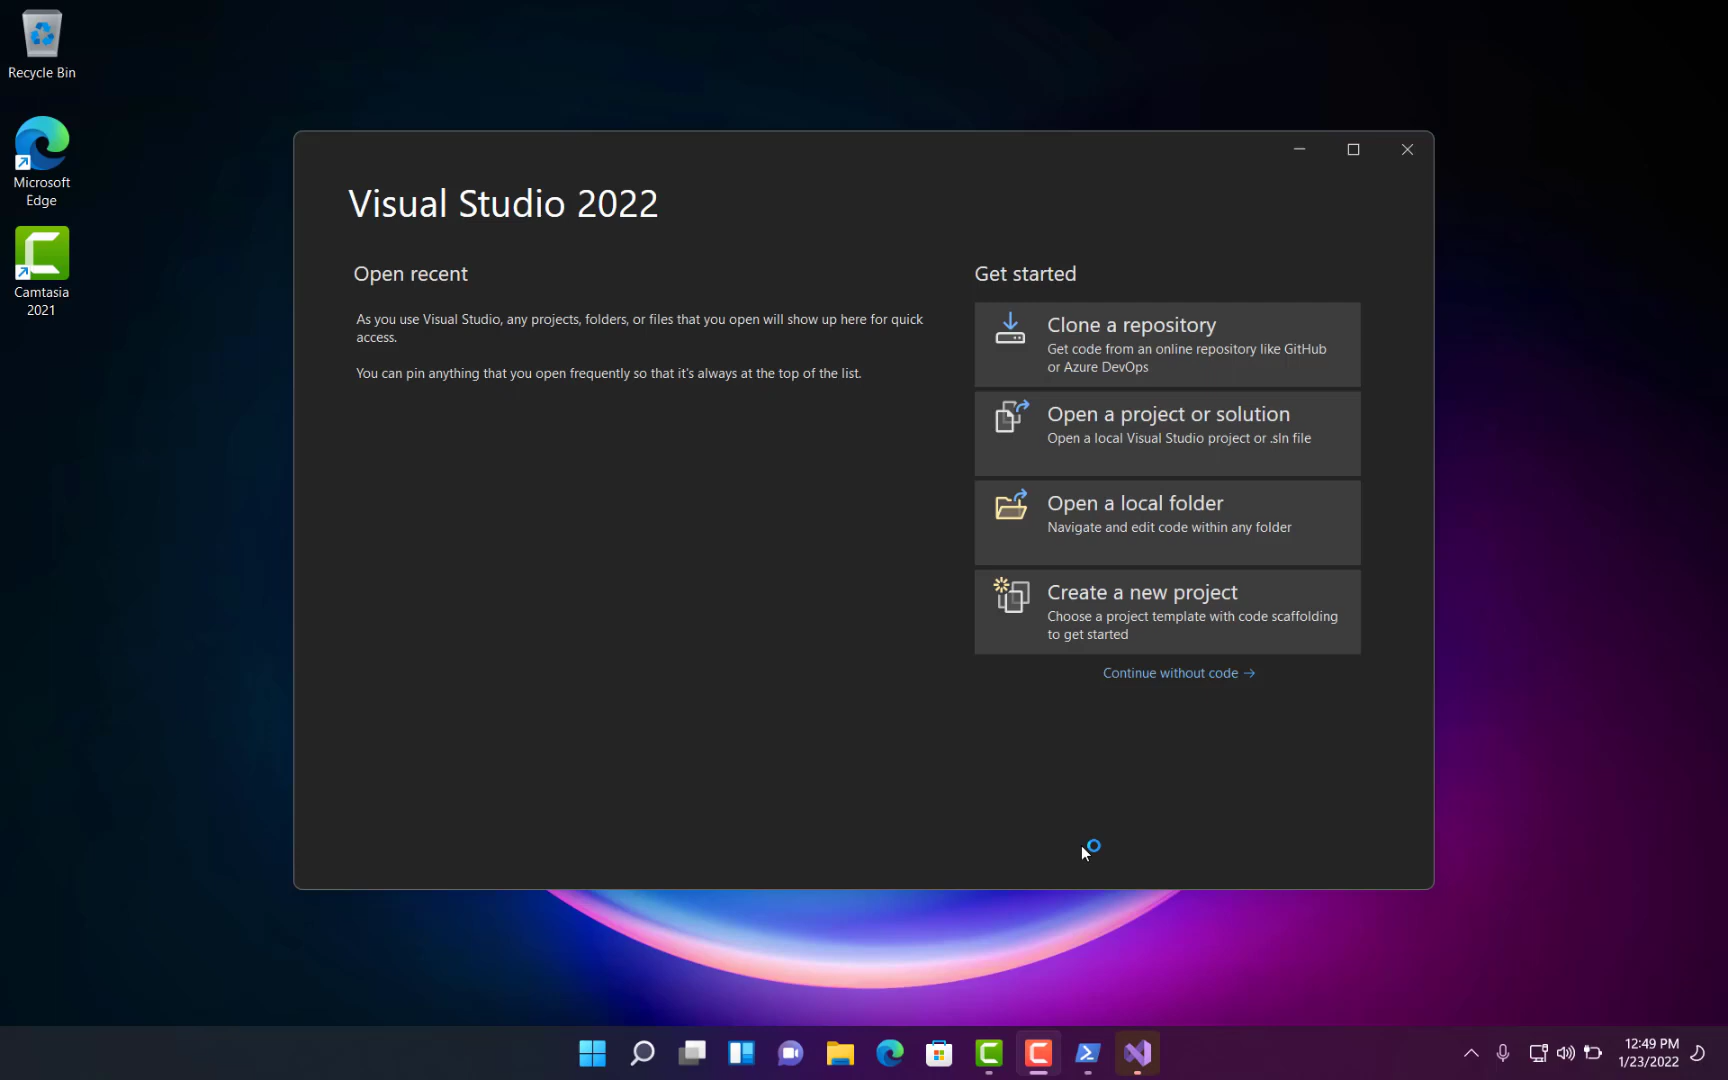 Recycle Bin
Microsoft
Edge
Camtasia
2021
Visual Studio 2022
Open recent
As you use Visual Studio, any projects, folders, or files that you open will show up here for quick
access.
You can pin anything that you open frequently so that it's always at the top of the list.
Get started
Clone a repository
Get code from an online repository like GitHub
or Azure DevOps
Open a project or solution
Open a local Visual Studio project or .sln file
Open a local folder
Navigate and edit code within any folder
Create a new project
Choose a project template with code scaffolding
to get started
Continue without code →
12:49 PM
1/23/2022